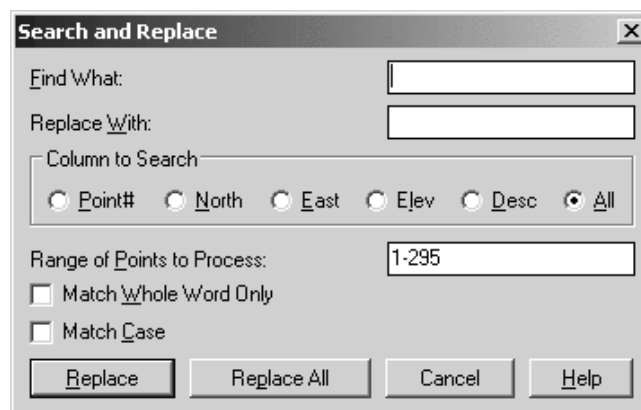 Search and Replace
Find What:
Replace With:
Column to Search
Point# North East Elev Desc All
Range of Points to Process: 1-295
Match Whole Word Only
Match Case
Replace Replace All Cancel Help